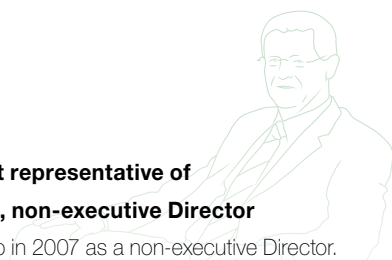 representative of
, non-executive Director
in 2007 as a non-executive Director.